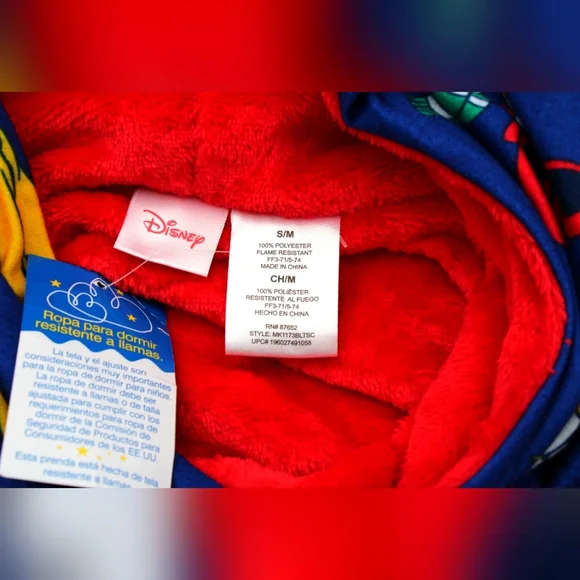 Disney
S/M
100% POLYESTER
FLAME RESISTANT
FF3-71/5-74
MADE IN CHINA
CH/M
100% POLIÉSTER
RESISTENTE AL FUEGO
FF3-71/5-74
HECHO EN CHINA
RN# 87652
STYLE: MK1173BLTSC
UPC# 196027491058
Ropa para dormir
resistente a llamas.
La tela y el ajuste son
consideraciones muy importantes
para la ropa de dormir para niños.
La ropa de dormir debe ser
resistente a llamas o de talla
ajustada para cumplir con los
requerimientos para ropa de
dormir de la Comisión de
Seguridad de Productos para
Consumidores de los EE.UU.
Esta prenda está hecha de
tela resistente a llamas